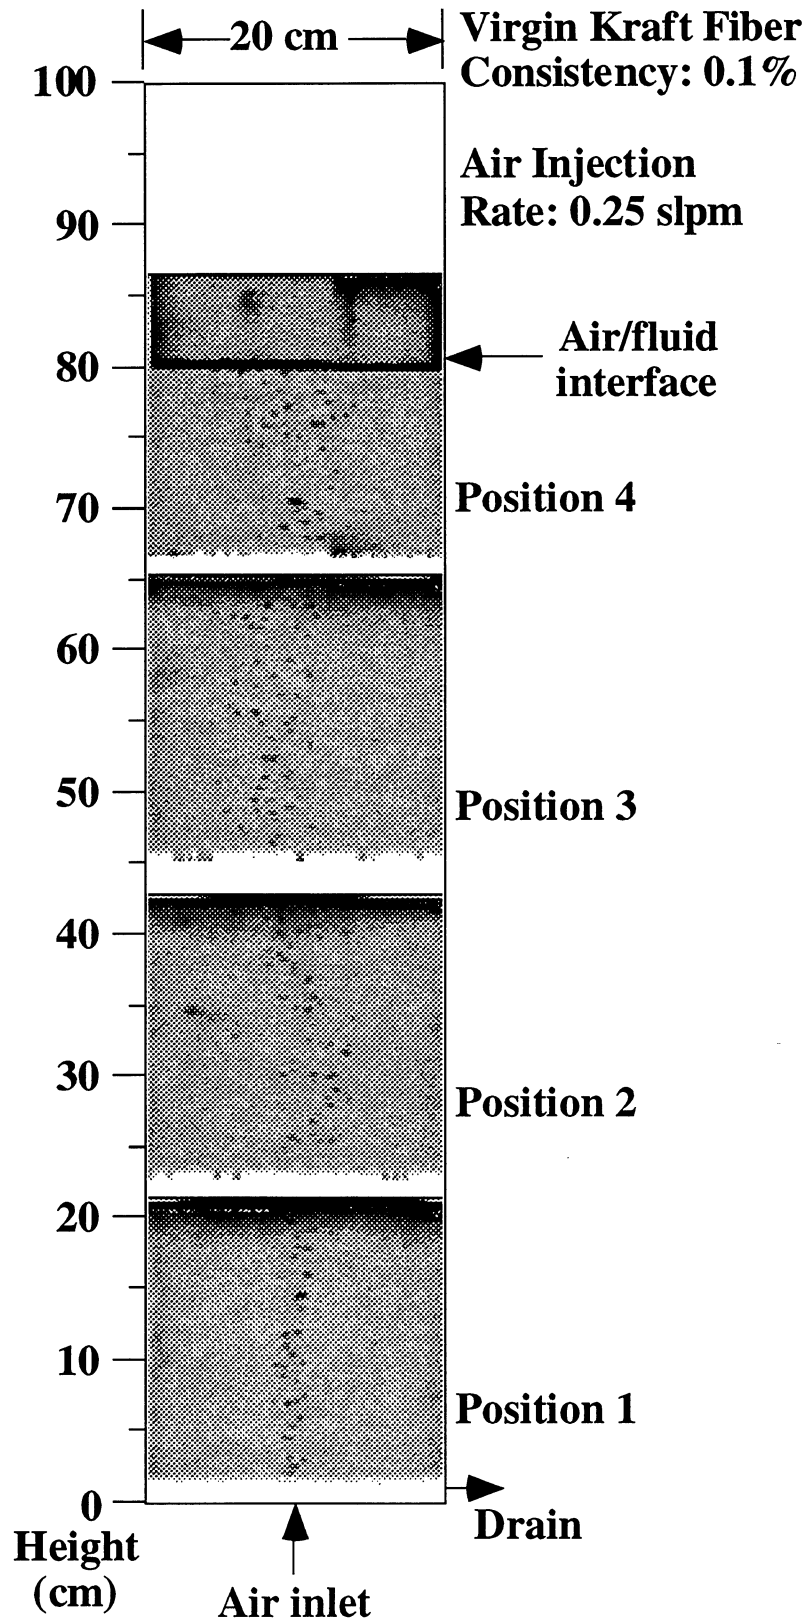 20 cm
Virgin Kraft Fiber
Consistency: 0.1%
100
Air Injection
Rate: 0.25 slpm
90
Air/fluid
interface
80
Position 4
70
60
Position 3
50
40
Position 2
30
20
10
Position 1
0
Drain
Height
(cm)
Air inlet